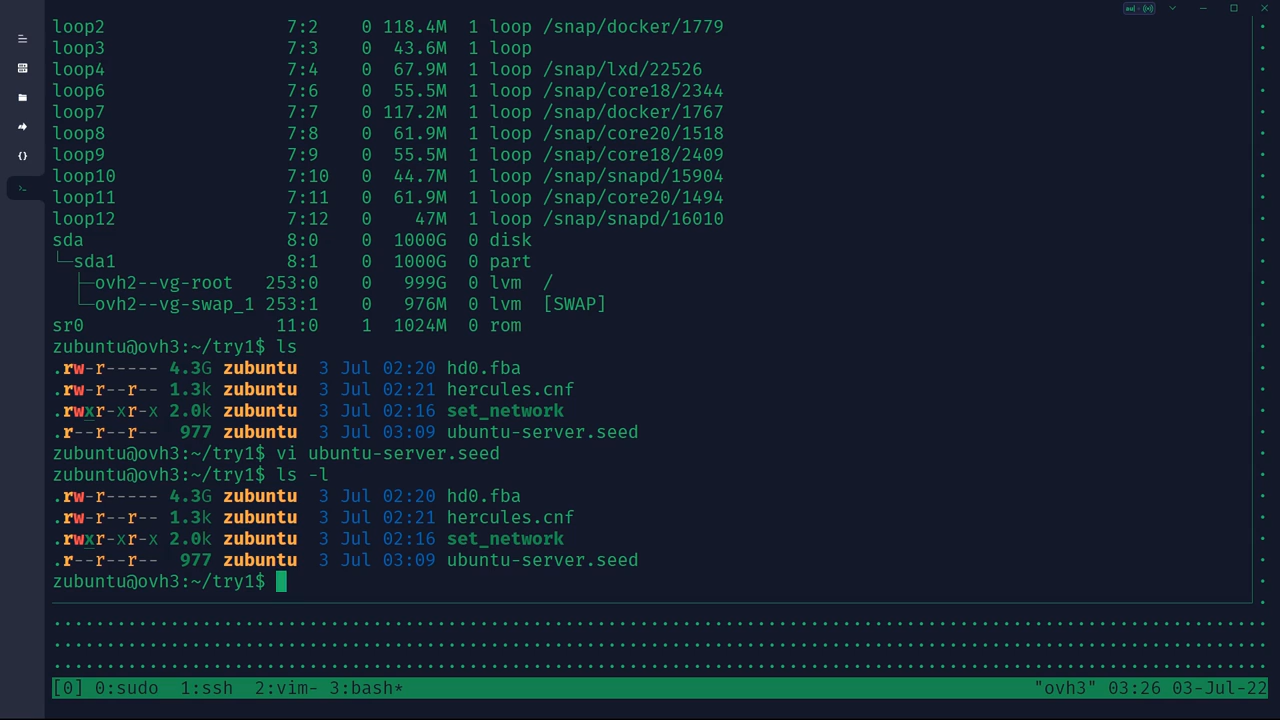 loop2 7:2 0 118.4M 1 loop /snap/docker/1779
loop3 7:3 0 43.6M 1 loop
loop4 7:4 0 67.9M 1 loop /snap/lxd/22526
loop6 7:6 0 55.5M 1 loop /snap/core18/2344
loop7 7:7 0 117.2M 1 loop /snap/docker/1767
loop8 7:8 0 61.9M 1 loop /snap/core20/1518
loop9 7:9 0 55.5M 1 loop /snap/core18/2409
loop10 7:10 0 44.7M 1 loop /snap/snapd/15904
loop11 7:11 0 61.9M 1 loop /snap/core20/1494
loop12 7:12 0 47M 1 loop /snap/snapd/16010
sda 8:0 0 1000G 0 disk
└─sda1 8:1 0 1000G 0 part
├─ovh2--vg-root 253:0 0 999G 0 lvm /
└─ovh2--vg-swap_1 253:1 0 976M 0 lvm [SWAP]
sr0 11:0 1 1024M 0 rom
zubuntu@ovh3:~/try1$ ls
.rw-r----- 4.3G zubuntu 3 Jul 02:20 hd0.fba
.rw-r--r-- 1.3k zubuntu 3 Jul 02:21 hercules.cnf
.rwxr-xr-x 2.0k zubuntu 3 Jul 02:16 set_network
.r--r--r-- 977 zubuntu 3 Jul 03:09 ubuntu-server.seed
zubuntu@ovh3:~/try1$ vi ubuntu-server.seed
zubuntu@ovh3:~/try1$ ls -l
.rw-r----- 4.3G zubuntu 3 Jul 02:20 hd0.fba
.rw-r--r-- 1.3k zubuntu 3 Jul 02:21 hercules.cnf
.rwxr-xr-x 2.0k zubuntu 3 Jul 02:16 set_network
.r--r--r-- 977 zubuntu 3 Jul 03:09 ubuntu-server.seed
zubuntu@ovh3:~/try1$
[0] 0:sudo 1:ssh 2:vim- 3:bash* "ovh3" 03:26 03-Jul-22